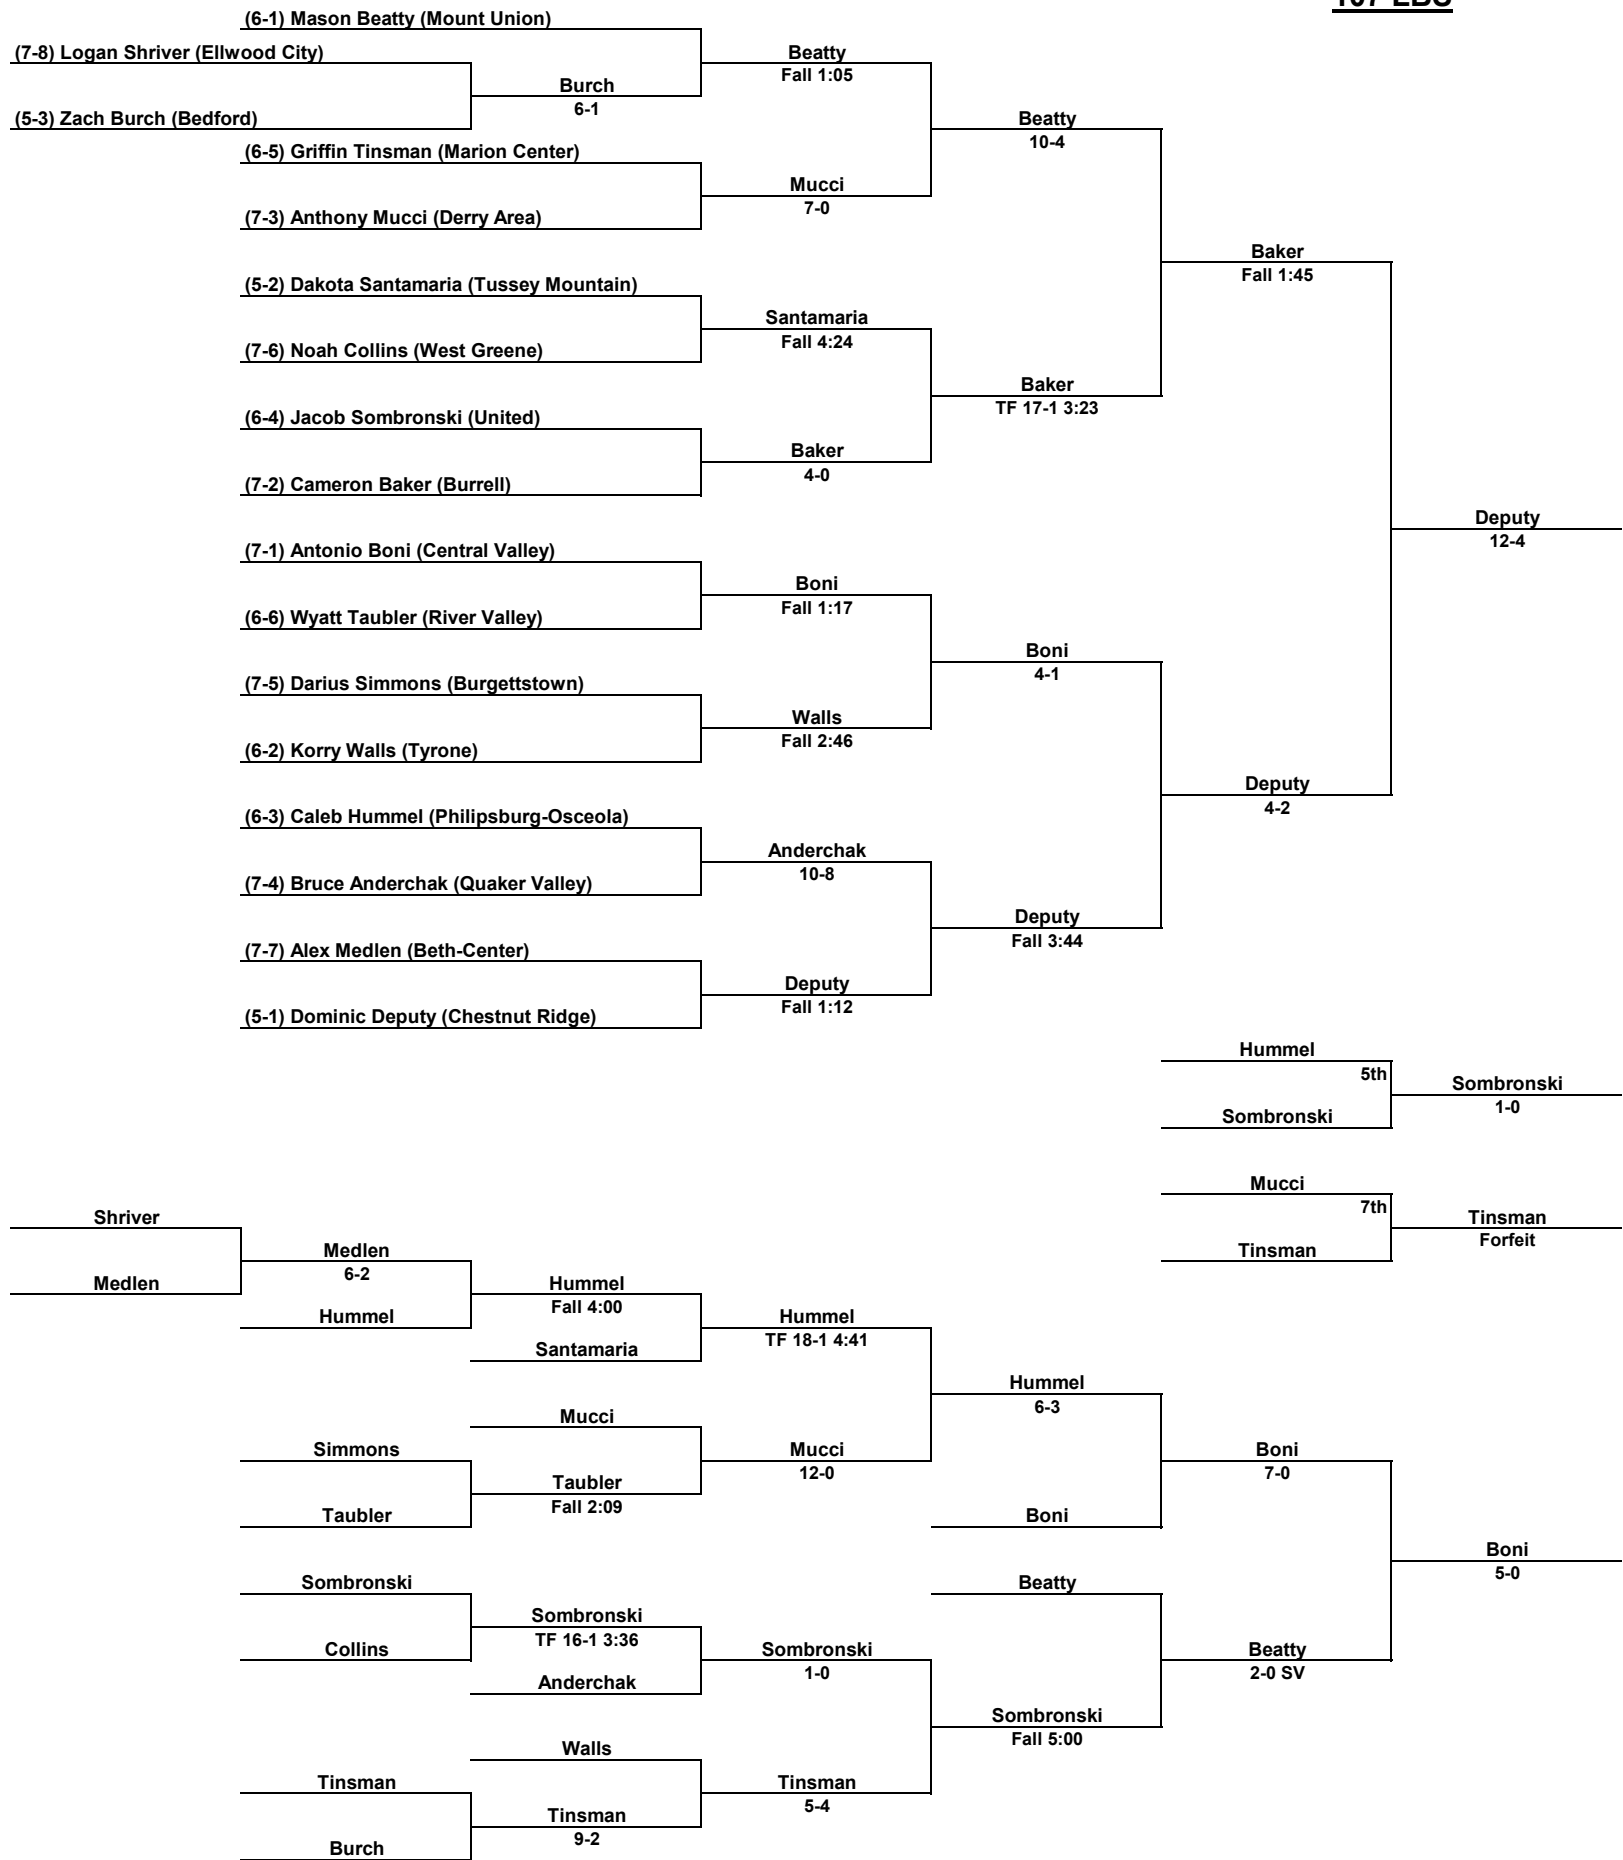 107 LBS
(6-1) Mason Beatty (Mount Union)
(7-8) Logan Shriver (Ellwood City)
Beatty
Fall 1:05
Burch
6-1
(5-3) Zach Burch (Bedford)
Beatty
10-4
(6-5) Griffin Tinsman (Marion Center)
Mucci
7-0
(7-3) Anthony Mucci (Derry Area)
Baker
Fall 1:45
(5-2) Dakota Santamaria (Tussey Mountain)
Santamaria
Fall 4:24
(7-6) Noah Collins (West Greene)
Baker
TF 17-1 3:23
(6-4) Jacob Sombronski (United)
Baker
4-0
(7-2) Cameron Baker (Burrell)
Deputy
12-4
(7-1) Antonio Boni (Central Valley)
Boni
Fall 1:17
(6-6) Wyatt Taubler (River Valley)
Boni
4-1
(7-5) Darius Simmons (Burgettstown)
Walls
Fall 2:46
(6-2) Korry Walls (Tyrone)
Deputy
4-2
(6-3) Caleb Hummel (Philipsburg-Osceola)
Anderchak
10-8
(7-4) Bruce Anderchak (Quaker Valley)
Deputy
Fall 3:44
(7-7) Alex Medlen (Beth-Center)
Deputy
Fall 1:12
(5-1) Dominic Deputy (Chestnut Ridge)
Hummel
5th
Sombronski
1-0
Sombronski
Mucci
7th
Tinsman
Forfeit
Tinsman
Shriver
Medlen
6-2
Medlen
Hummel
Fall 4:00
Hummel
Hummel
TF 18-1 4:41
Santamaria
Hummel
6-3
Mucci
Simmons
Mucci
12-0
Boni
7-0
Taubler
Fall 2:09
Taubler
Boni
Boni
5-0
Sombronski
Beatty
Sombronski
TF 16-1 3:36
Collins
Sombronski
1-0
Beatty
2-0 SV
Anderchak
Sombronski
Fall 5:00
Walls
Tinsman
Tinsman
5-4
Tinsman
9-2
Burch